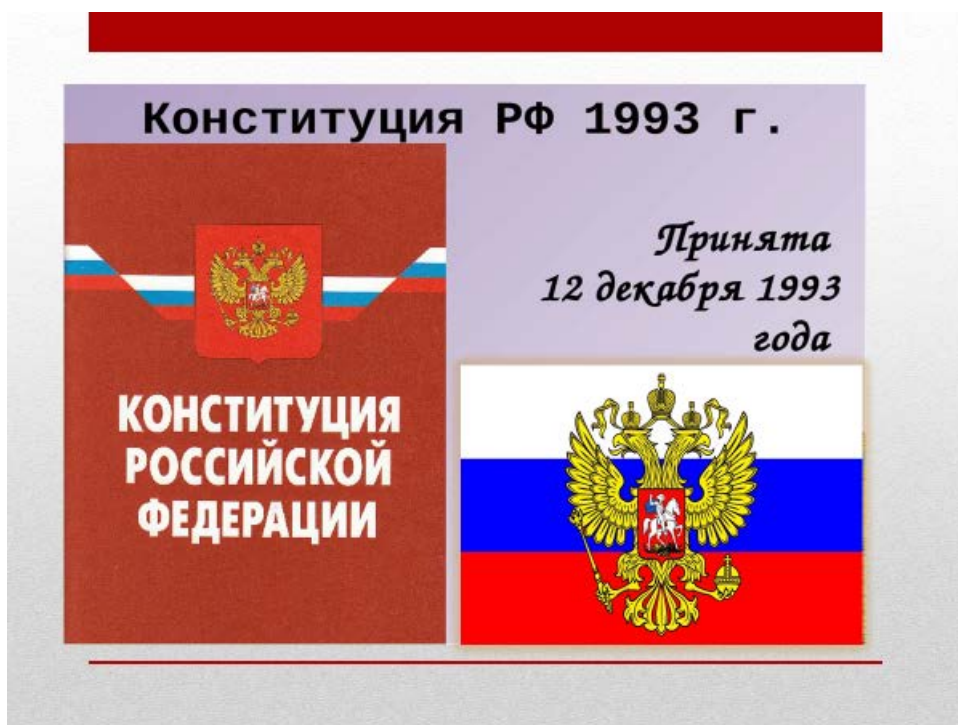 Конституция РФ 1993 г.
Принята
12 декабря 1993
года
КОНСТИТУЦИЯ
РОССИЙСКОЙ
ФЕДЕРАЦИИ